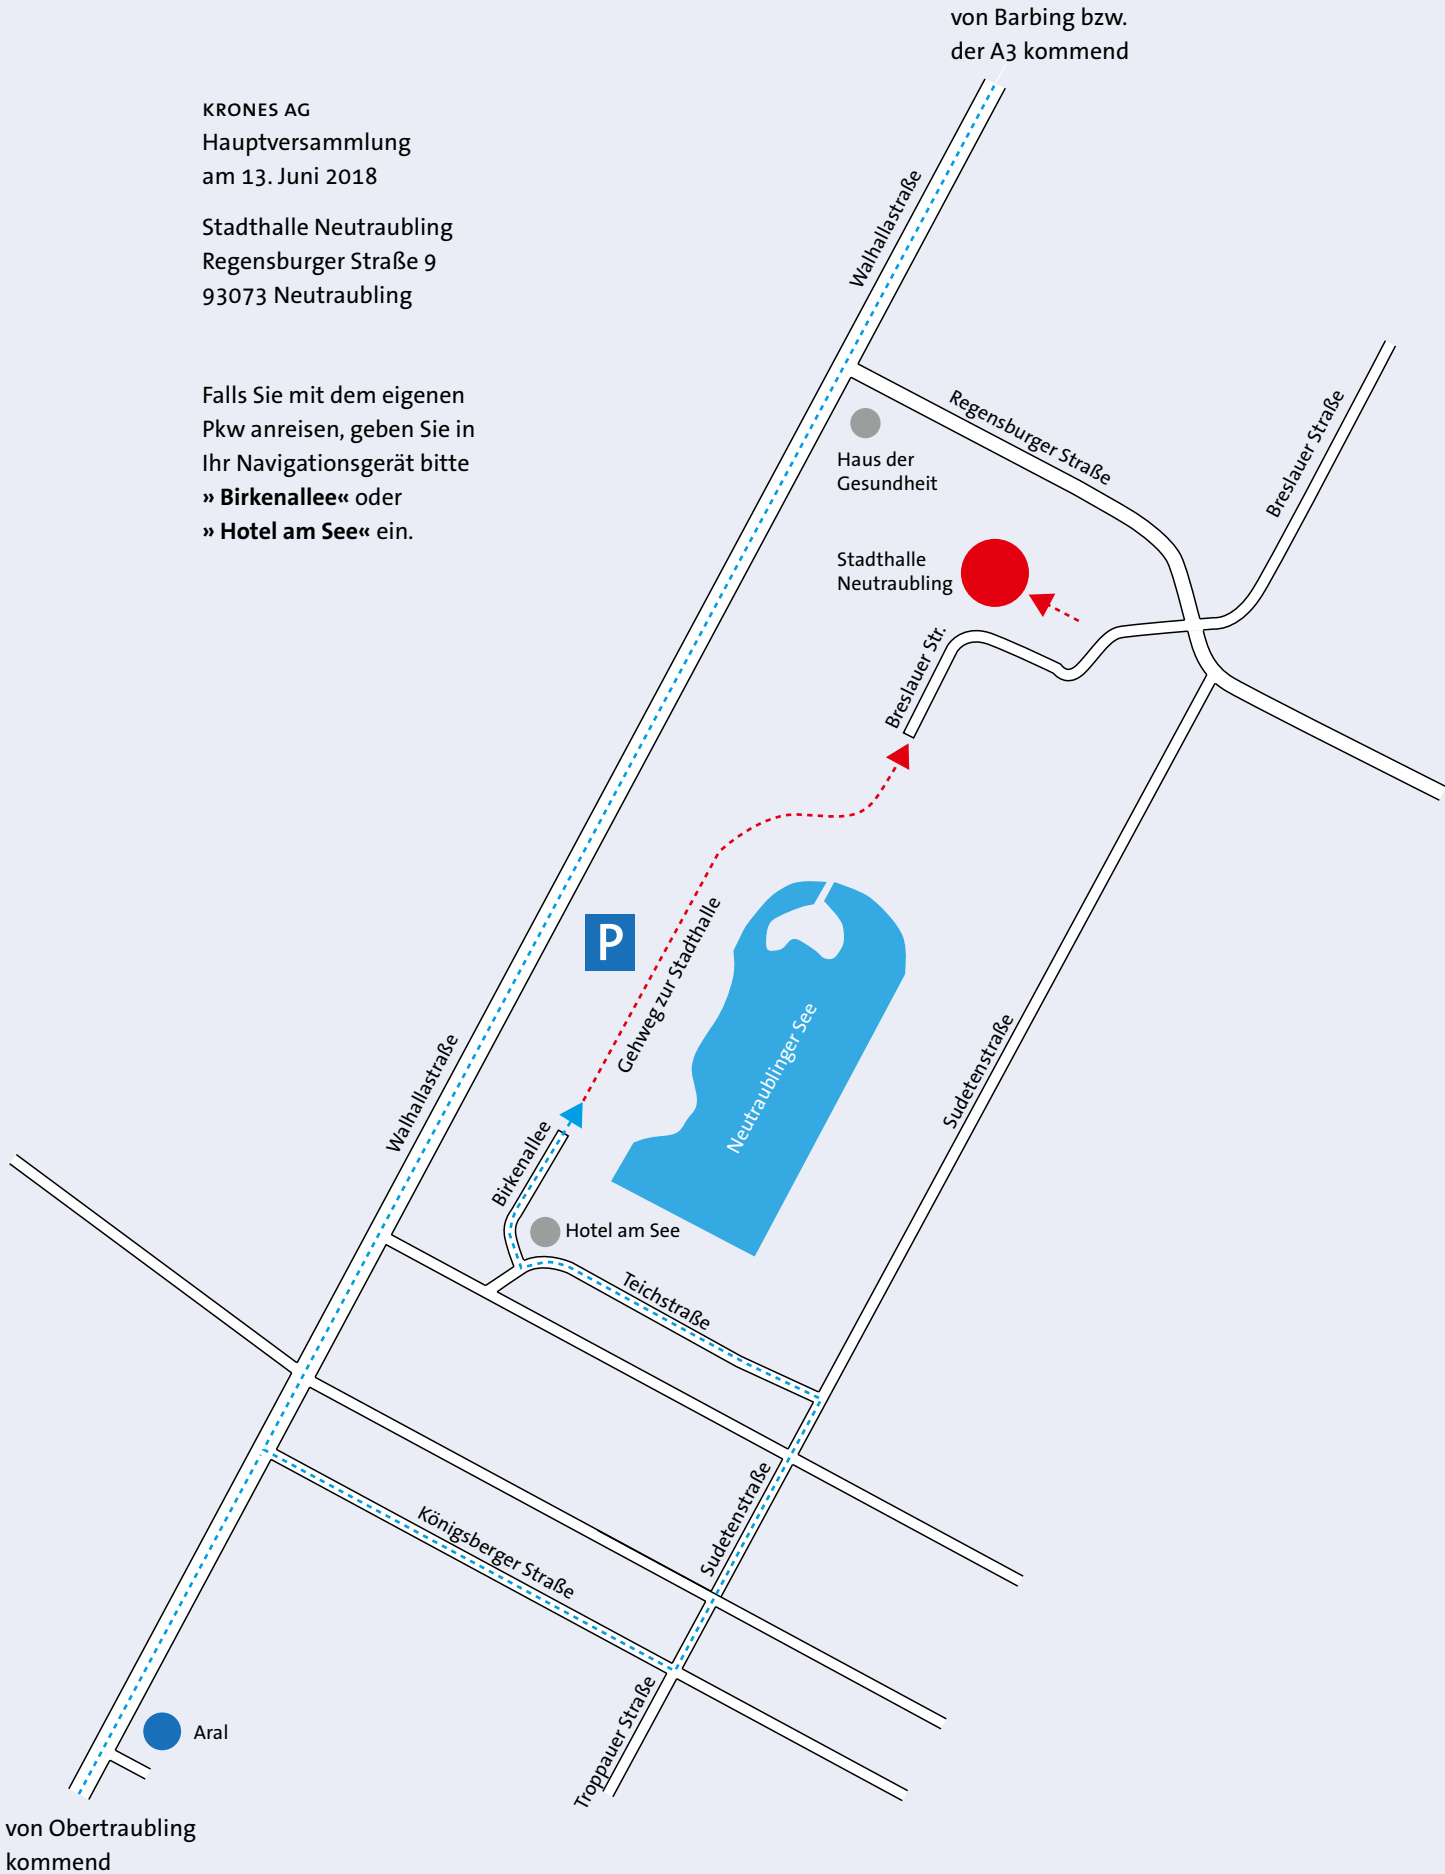 von Barbing bzw.
der A3 kommend
KRONES AG
Hauptversammlung
am 13. Juni 2018
Stadthalle Neutraubling
Regensburger Straße 9
93073 Neutraubling
Falls Sie mit dem eigenen
Pkw anreisen, geben Sie in
Ihr Navigationsgerät bitte
» Birkenallee« oder
» Hotel am See« ein.
Walhallastraße
Regensburger Straße
Breslauer Straße
Haus der
Gesundheit
Stadthalle
Neutraubling
Breslauer Str.
P
Gehweg zur Stadthalle
Neutraublinger See
Sudetenstraße
Walhallastraße
Birkenallee
Hotel am See
Teichstraße
Sudetenstraße
Königsberger Straße
Troppauer Straße
Aral
von Obertraubling
kommend